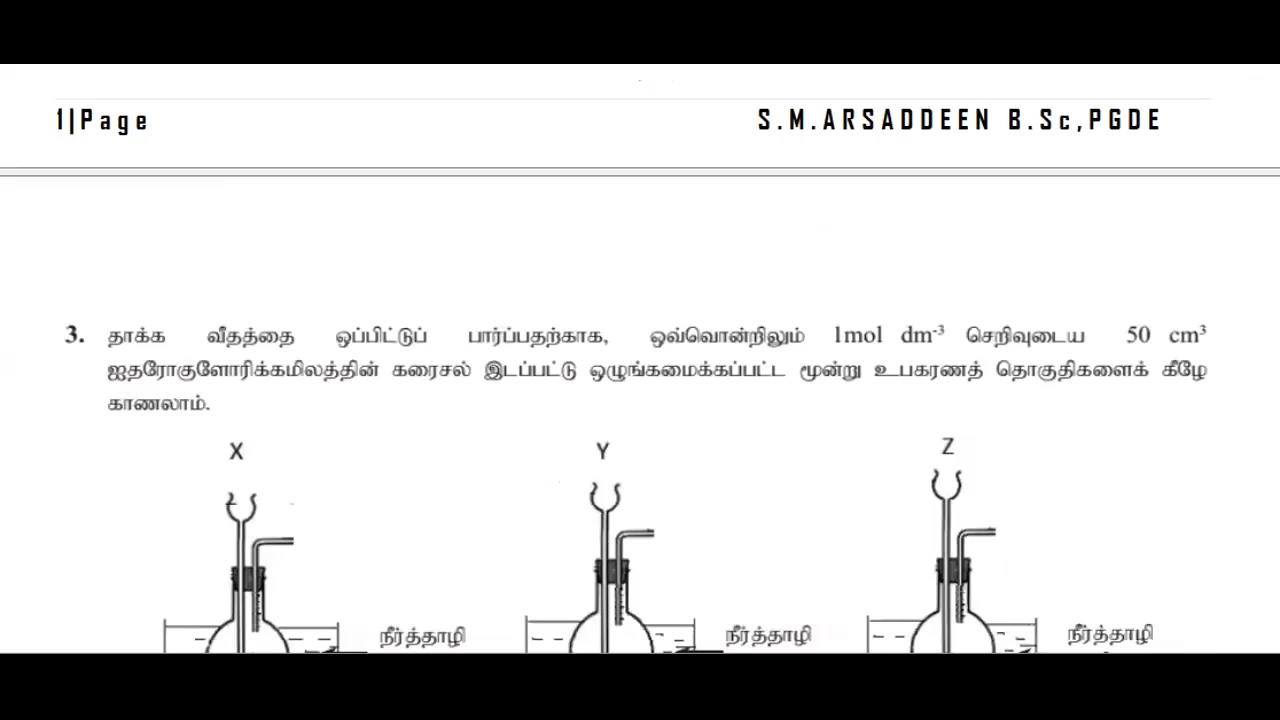 1|Page S.M.ARSADDEEN B.Sc,PGDE
3. தாக்க வீதத்தை ஒப்பிட்டுப் பார்ப்பதற்காக, ஒவ்வொன்றிலும் 1mol dm⁻³ செறிவுடைய 50 cm³
ஐதரோகுளோரிக்கமிலத்தின் கரைசல் இடப்பட்டு ஒழுங்கமைக்கப்பட்ட மூன்று உபகரணத் தொகுதிகளைக் கீழே
காணலாம்.
X Y Z
நீர்த்தாழி நீர்த்தாழி நீர்த்தாழி